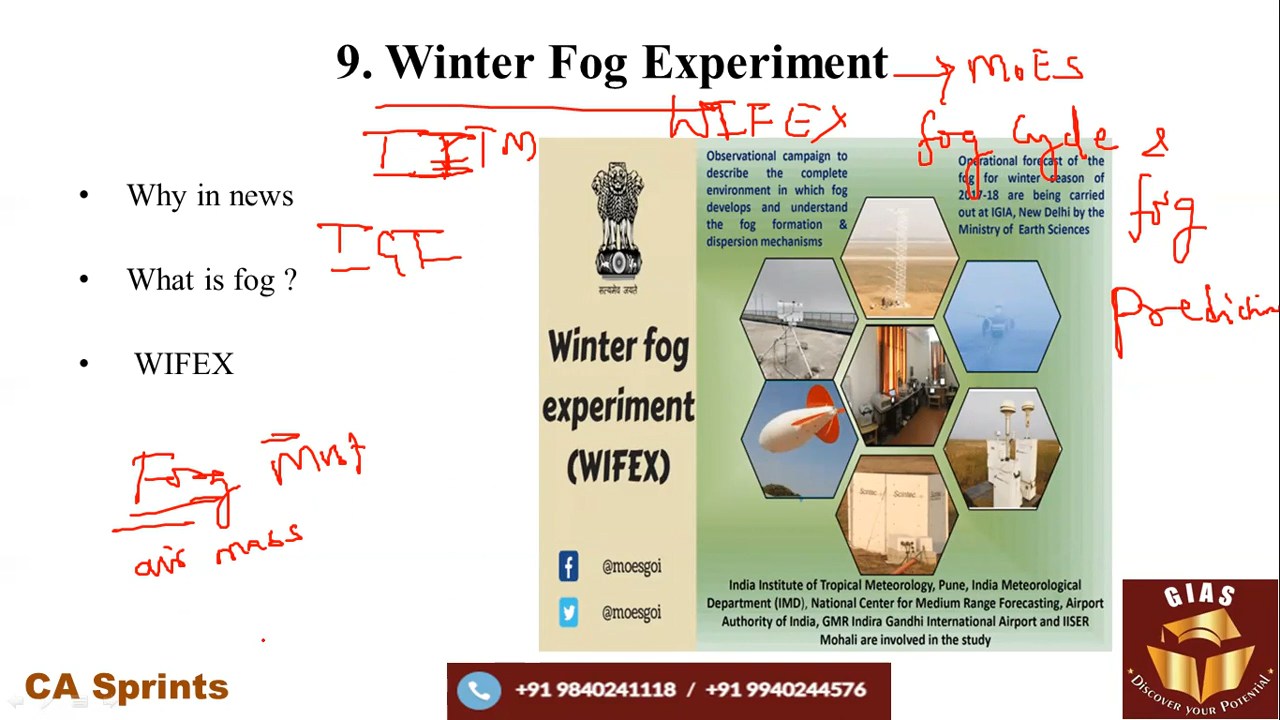 9. Winter Fog Experiment
MoES
WIFEX
fog cycle &
fog
prediction
IITM
IGI
• Why in news
• What is fog ?
• WIFEX
Fog
Mist
air mass
सत्यमेव जयते
Winter fog
experiment
(WIFEX)
@moesgoi
@moesgoi
Observational campaign to
describe the complete
environment in which fog
develops and understand
the fog formation &
dispersion mechanisms
Operational forecast of the
fog for winter season of
2017-18 are being carried
out at IGIA, New Delhi by the
Ministry of Earth Sciences
Scintec
Scintec
India Institute of Tropical Meteorology, Pune, India Meteorological
Department (IMD), National Center for Medium Range Forecasting, Airport
Authority of India, GMR Indira Gandhi International Airport and IISER
Mohali are involved in the study
CA Sprints
+91 9840241118 / +91 9940244576
GIAS
DISCOVER YOUR POTENTIAL